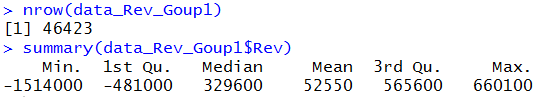 > nrow(data_Rev_Goup1)
[1] 46423
> summary(data_Rev_Goup1$Rev)
Min. 1st Qu. Median Mean 3rd Qu. Max.
-1514000 -481000 329600 52550 565600 660100